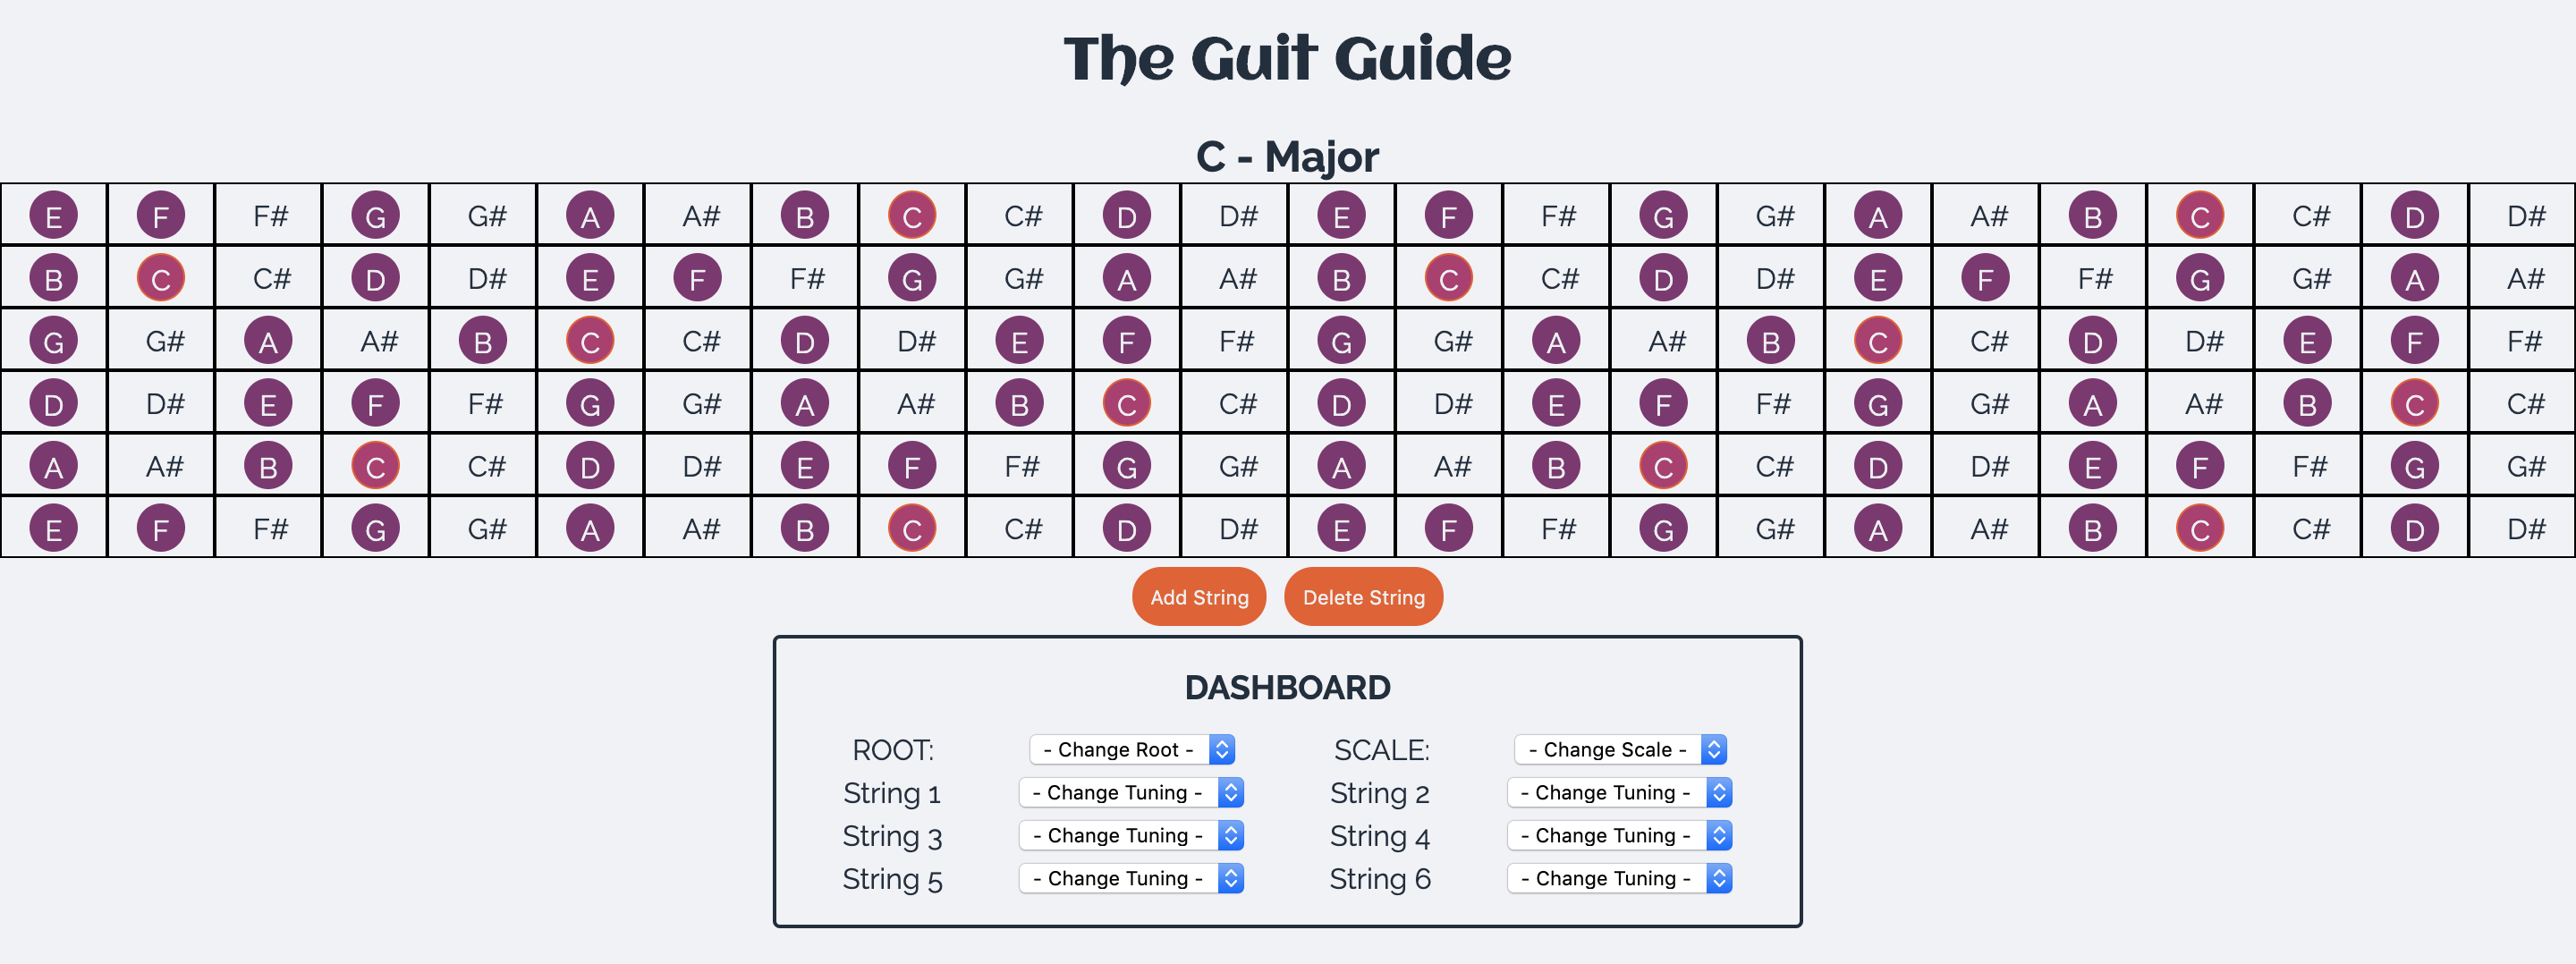 The Guit Guide
C - Major
E F F# G G# A A# B C C# D D# E F F# G G# A A# B C C# D D#
B C C# D D# E F F# G G# A A# B C C# D D# E F F# G G# A A#
G G# A A# B C C# D D# E F F# G G# A A# B C C# D D# E F F#
D D# E F F# G G# A A# B C C# D D# E F F# G G# A A# B C C#
A A# B C C# D D# E F F# G G# A A# B C C# D D# E F F# G G#
E F F# G G# A A# B C C# D D# E F F# G G# A A# B C C# D D#
Add String Delete String
DASHBOARD
ROOT: - Change Root - SCALE: - Change Scale -
String 1 - Change Tuning - String 2 - Change Tuning -
String 3 - Change Tuning - String 4 - Change Tuning -
String 5 - Change Tuning - String 6 - Change Tuning -